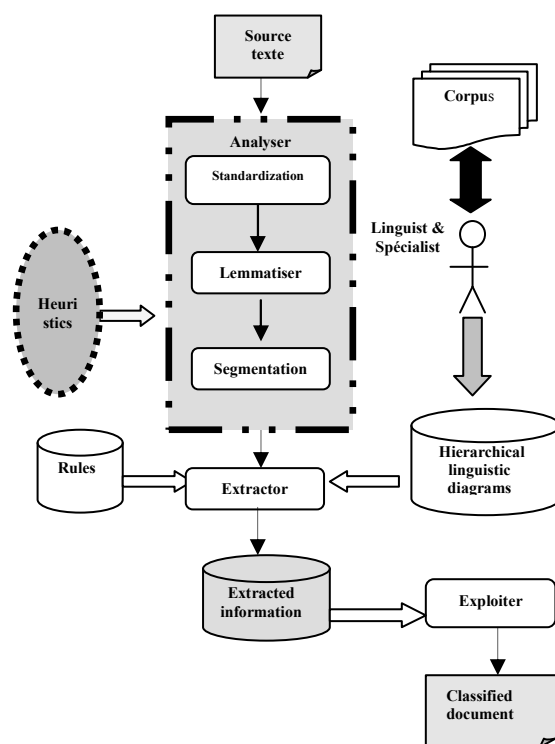 Source
texte
Corpus
Analyser
Standardization
Linguist &
Spécialist
Lemmatiser
Heuri
stics
Segmentation
Rules
Hierarchical
linguistic
diagrams
Extractor
Extracted
information
Exploiter
Classified
document